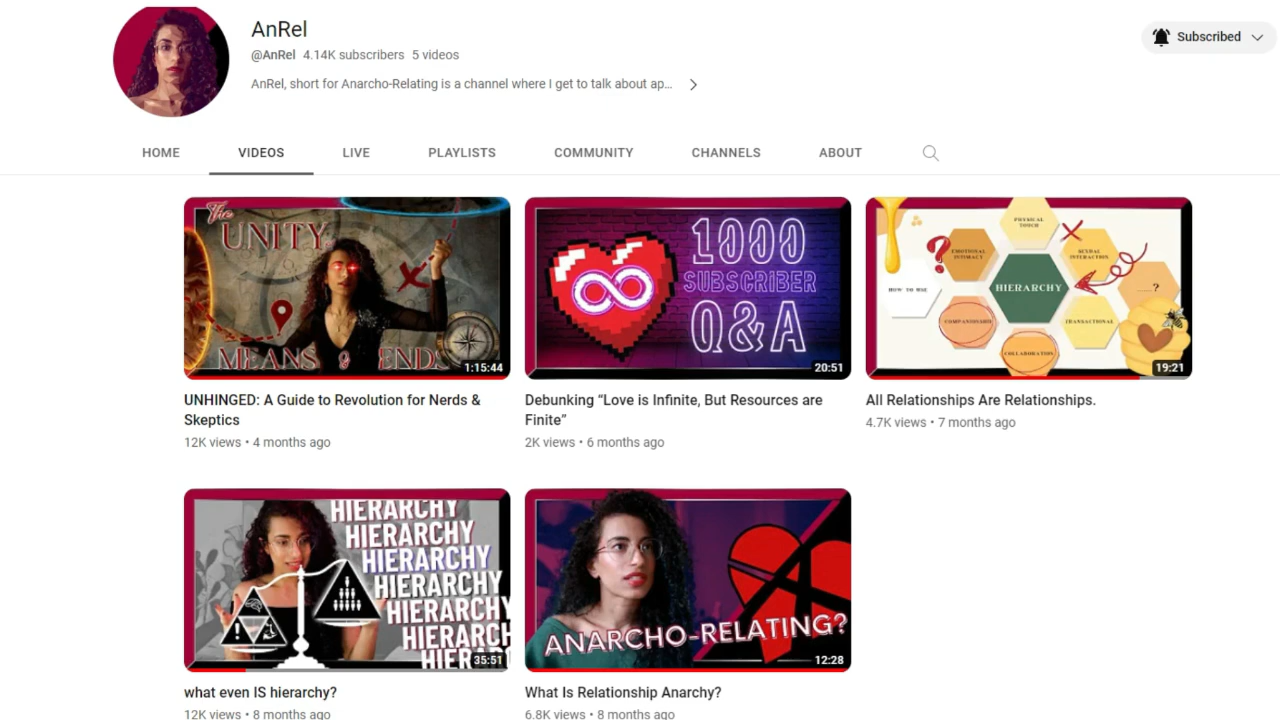 AnRel
@AnRel 4.14K subscribers 5 videos
Subscribed
AnRel, short for Anarcho-Relating is a channel where I get to talk about ap...
HOME VIDEOS LIVE PLAYLISTS COMMUNITY CHANNELS ABOUT
The
UNITY
MEANS & ENDS
1:15:44
1000
SUBSCRIBER
Q&A
20:51
PHYSICAL
TOUCH
EMOTIONAL
INTIMACY
SEXUAL
INTERACTION
HOW TO USE
HIERARCHY
......?
COMPANIONSHIP
TRANSACTIONAL
COLLABORATION
19:21
UNHINGED: A Guide to Revolution for Nerds &
Skeptics
12K views • 4 months ago
Debunking “Love is Infinite, But Resources are
Finite”
2K views • 6 months ago
All Relationships Are Relationships.
4.7K views • 7 months ago
HIERARCHY
HIERARCHY
HIERARCHY
HIERARCHY
HIERARCHY
HIERARCH
HIERAR
35:51
ANARCHO-RELATING?
12:28
what even IS hierarchy?
12K views • 8 months ago
What Is Relationship Anarchy?
6.8K views • 8 months ago